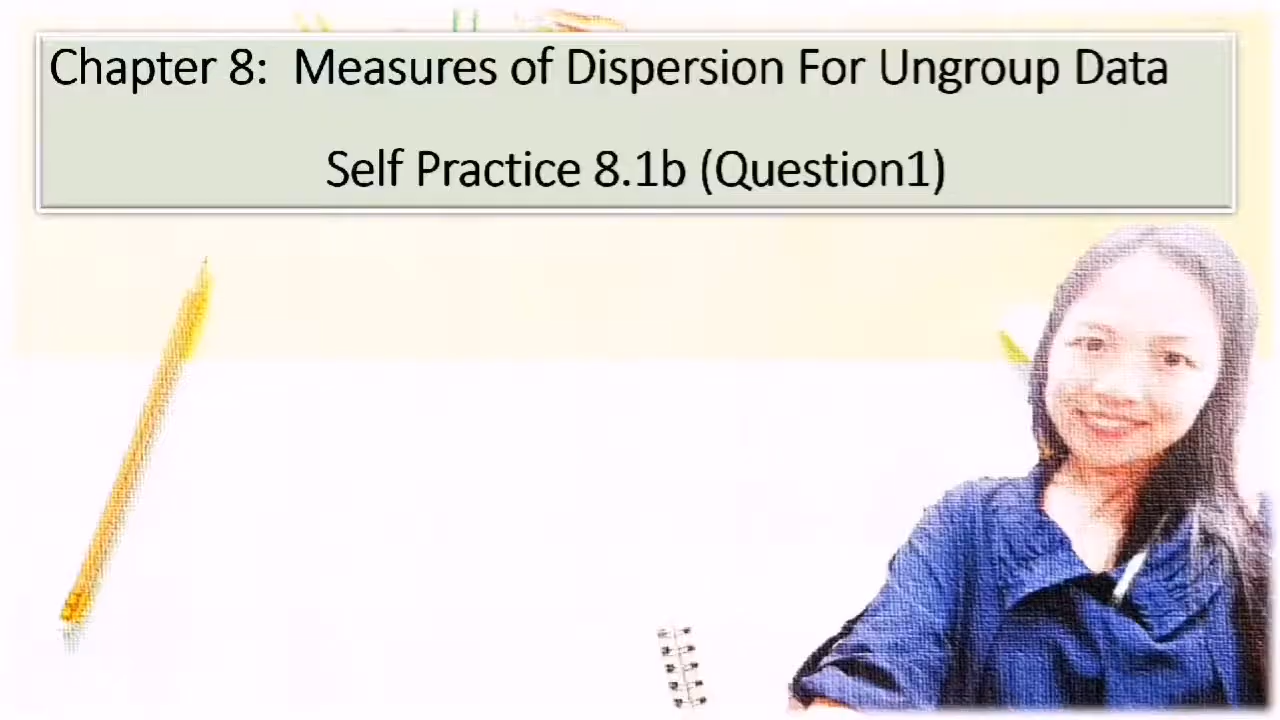 Chapter 8: Measures of Dispersion For Ungroup Data
Self Practice 8.1b (Question1)